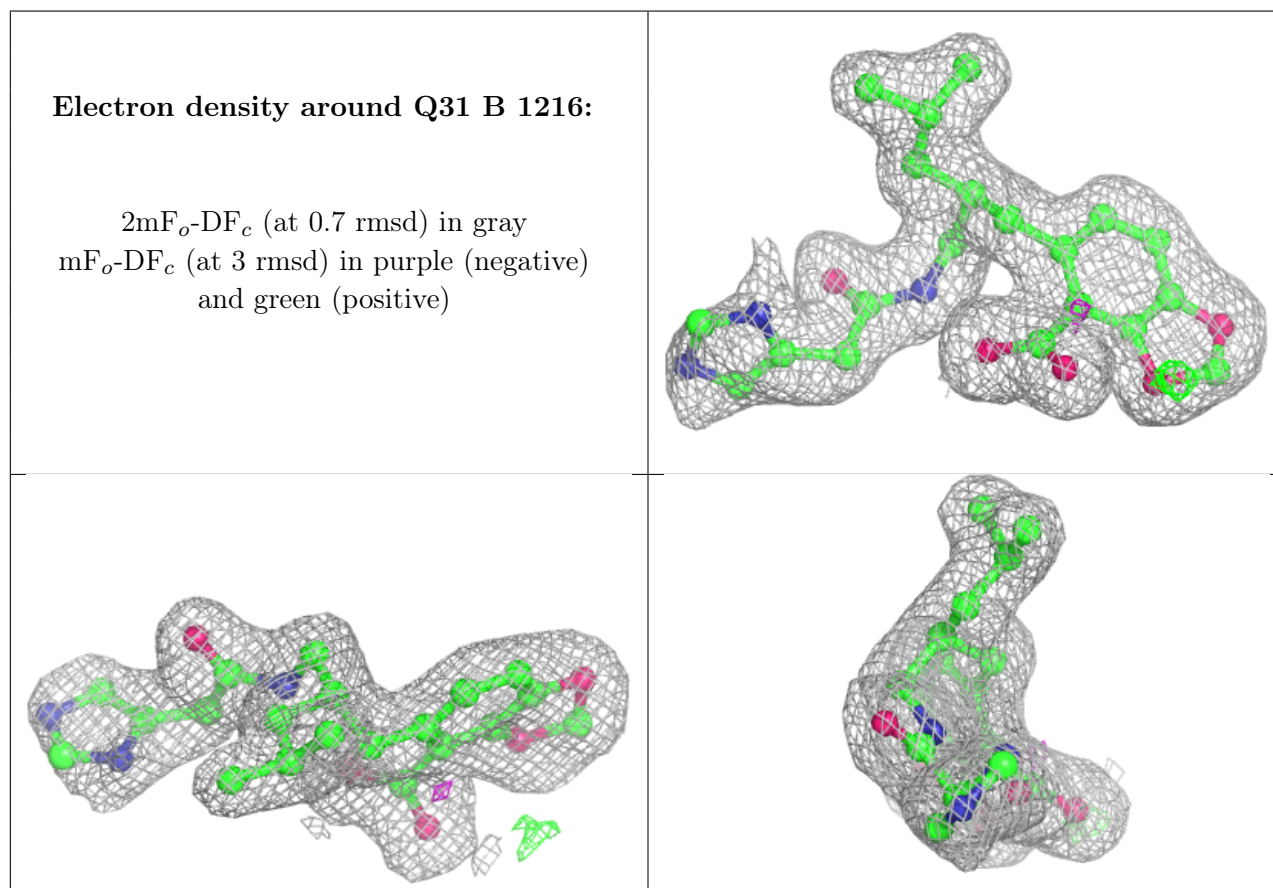 Electron density around Q31 B 1216:
2mFo-DFc (at 0.7 rmsd) in gray
mFo-DFc (at 3 rmsd) in purple (negative)
and green (positive)